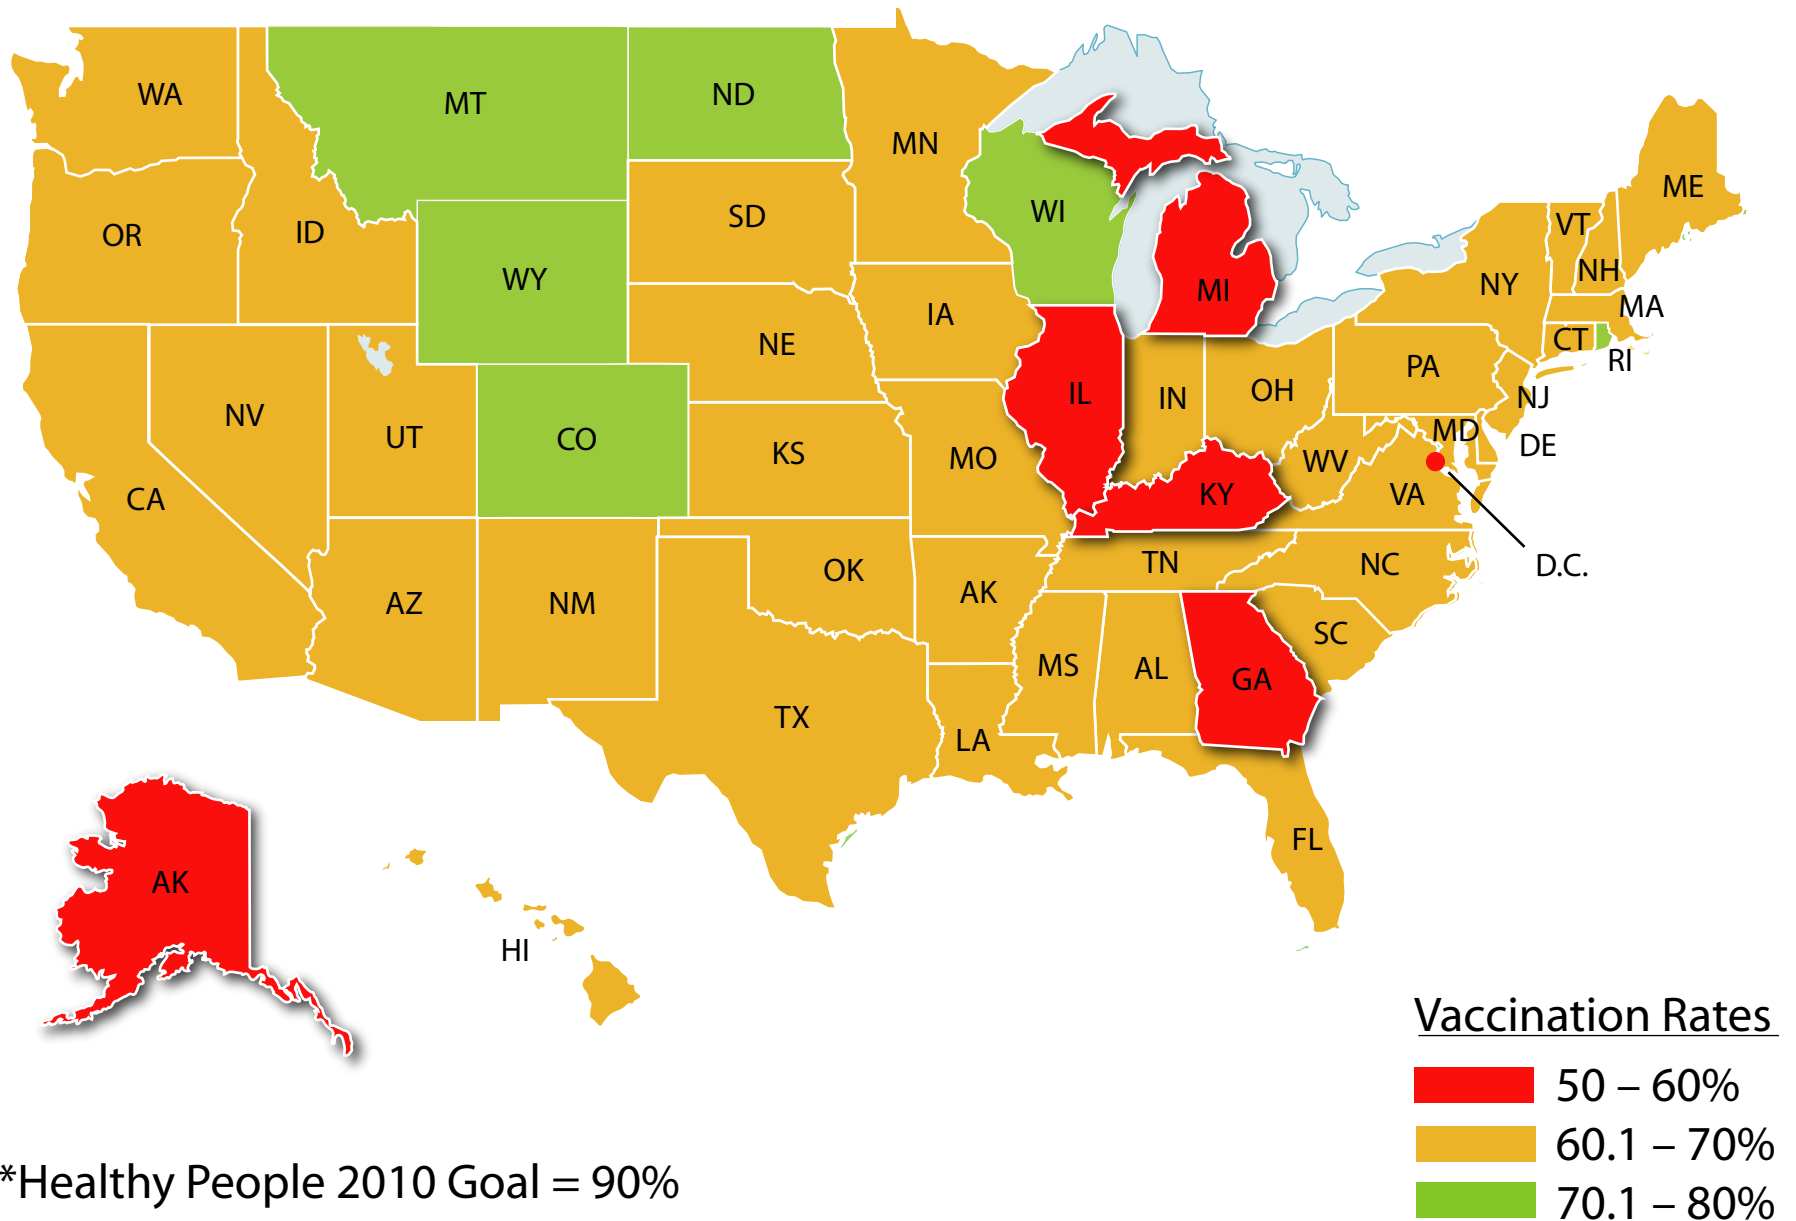 WA
MT
ND
MN
ME
OR
ID
SD
WI
VT
NH
NY
MA
WY
MI
IA
CT
RI
NE
PA
NV
UT
CO
IL
IN
OH
NJ
KS
MO
MD
DE
WV
CA
KY
VA
TN
NC
D.C.
OK
AK
AZ
NM
SC
MS
AL
GA
TX
LA
FL
AK
HI
Vaccination Rates
50 – 60%
60.1 – 70%
70.1 – 80%
*Healthy People 2010 Goal = 90%